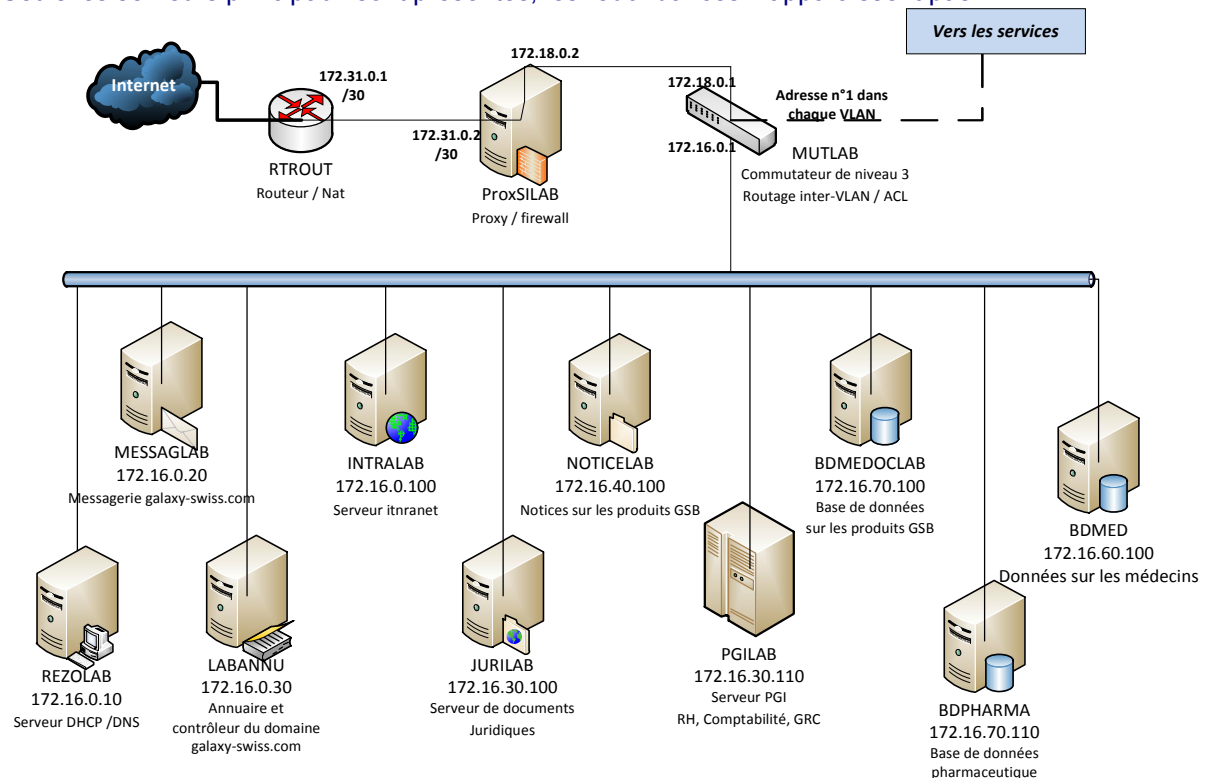 Vers les services
Internet
172.31.0.1
/30
172.18.0.2
172.18.0.1
Adresse n°1 dans
chaque VLAN
172.31.0.2
/30
172.16.0.1
RTROUT
Routeur / Nat
ProxSILAB
Proxy / firewall
MUTLAB
Commutateur de niveau 3
Routage inter-VLAN / ACL
MESSAGLAB
172.16.0.20
Messagerie galaxy-swiss.com
INTRALAB
172.16.0.100
Serveur itnranet
NOTICELAB
172.16.40.100
Notices sur les produits GSB
BDMEDOCLAB
172.16.70.100
Base de données
sur les produits GSB
BDMED
172.16.60.100
Données sur les médecins
REZOLAB
172.16.0.10
Serveur DHCP /DNS
LABANNU
172.16.0.30
Annuaire et
contrôleur du domaine
galaxy-swiss.com
JURILAB
172.16.30.100
Serveur de documents
Juridiques
PGILAB
172.16.30.110
Serveur PGI
RH, Comptabilité, GRC
BDPHARMA
172.16.70.110
Base de données
pharmaceutique